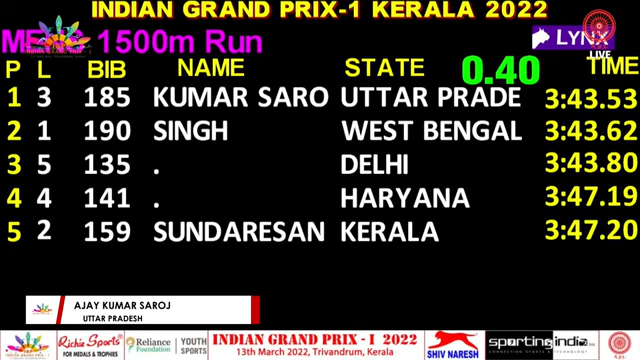 INDIAN GRAND PRIX-1 KERALA 2022
1500m Run
LYNX
LIVE
P L BIB NAME STATE 0.40 TIME
1 3 185 KUMAR SARO UTTAR PRADE 3:43.53
2 1 190 SINGH WEST BENGAL 3:43.62
3 5 135 . DELHI 3:43.80
4 4 141 . HARYANA 3:47.19
5 2 159 SUNDARESAN KERALA 3:47.20
AJAY KUMAR SAROJ
UTTAR PRADESH
Richie Sports
FOR MEDALS & TROPHIES
Reliance Foundation
YOUTH SPORTS
INDIAN GRAND PRIX - I 2022
13th March 2022, Trivandrum, Kerala
SHIV NARESH
sportingindia